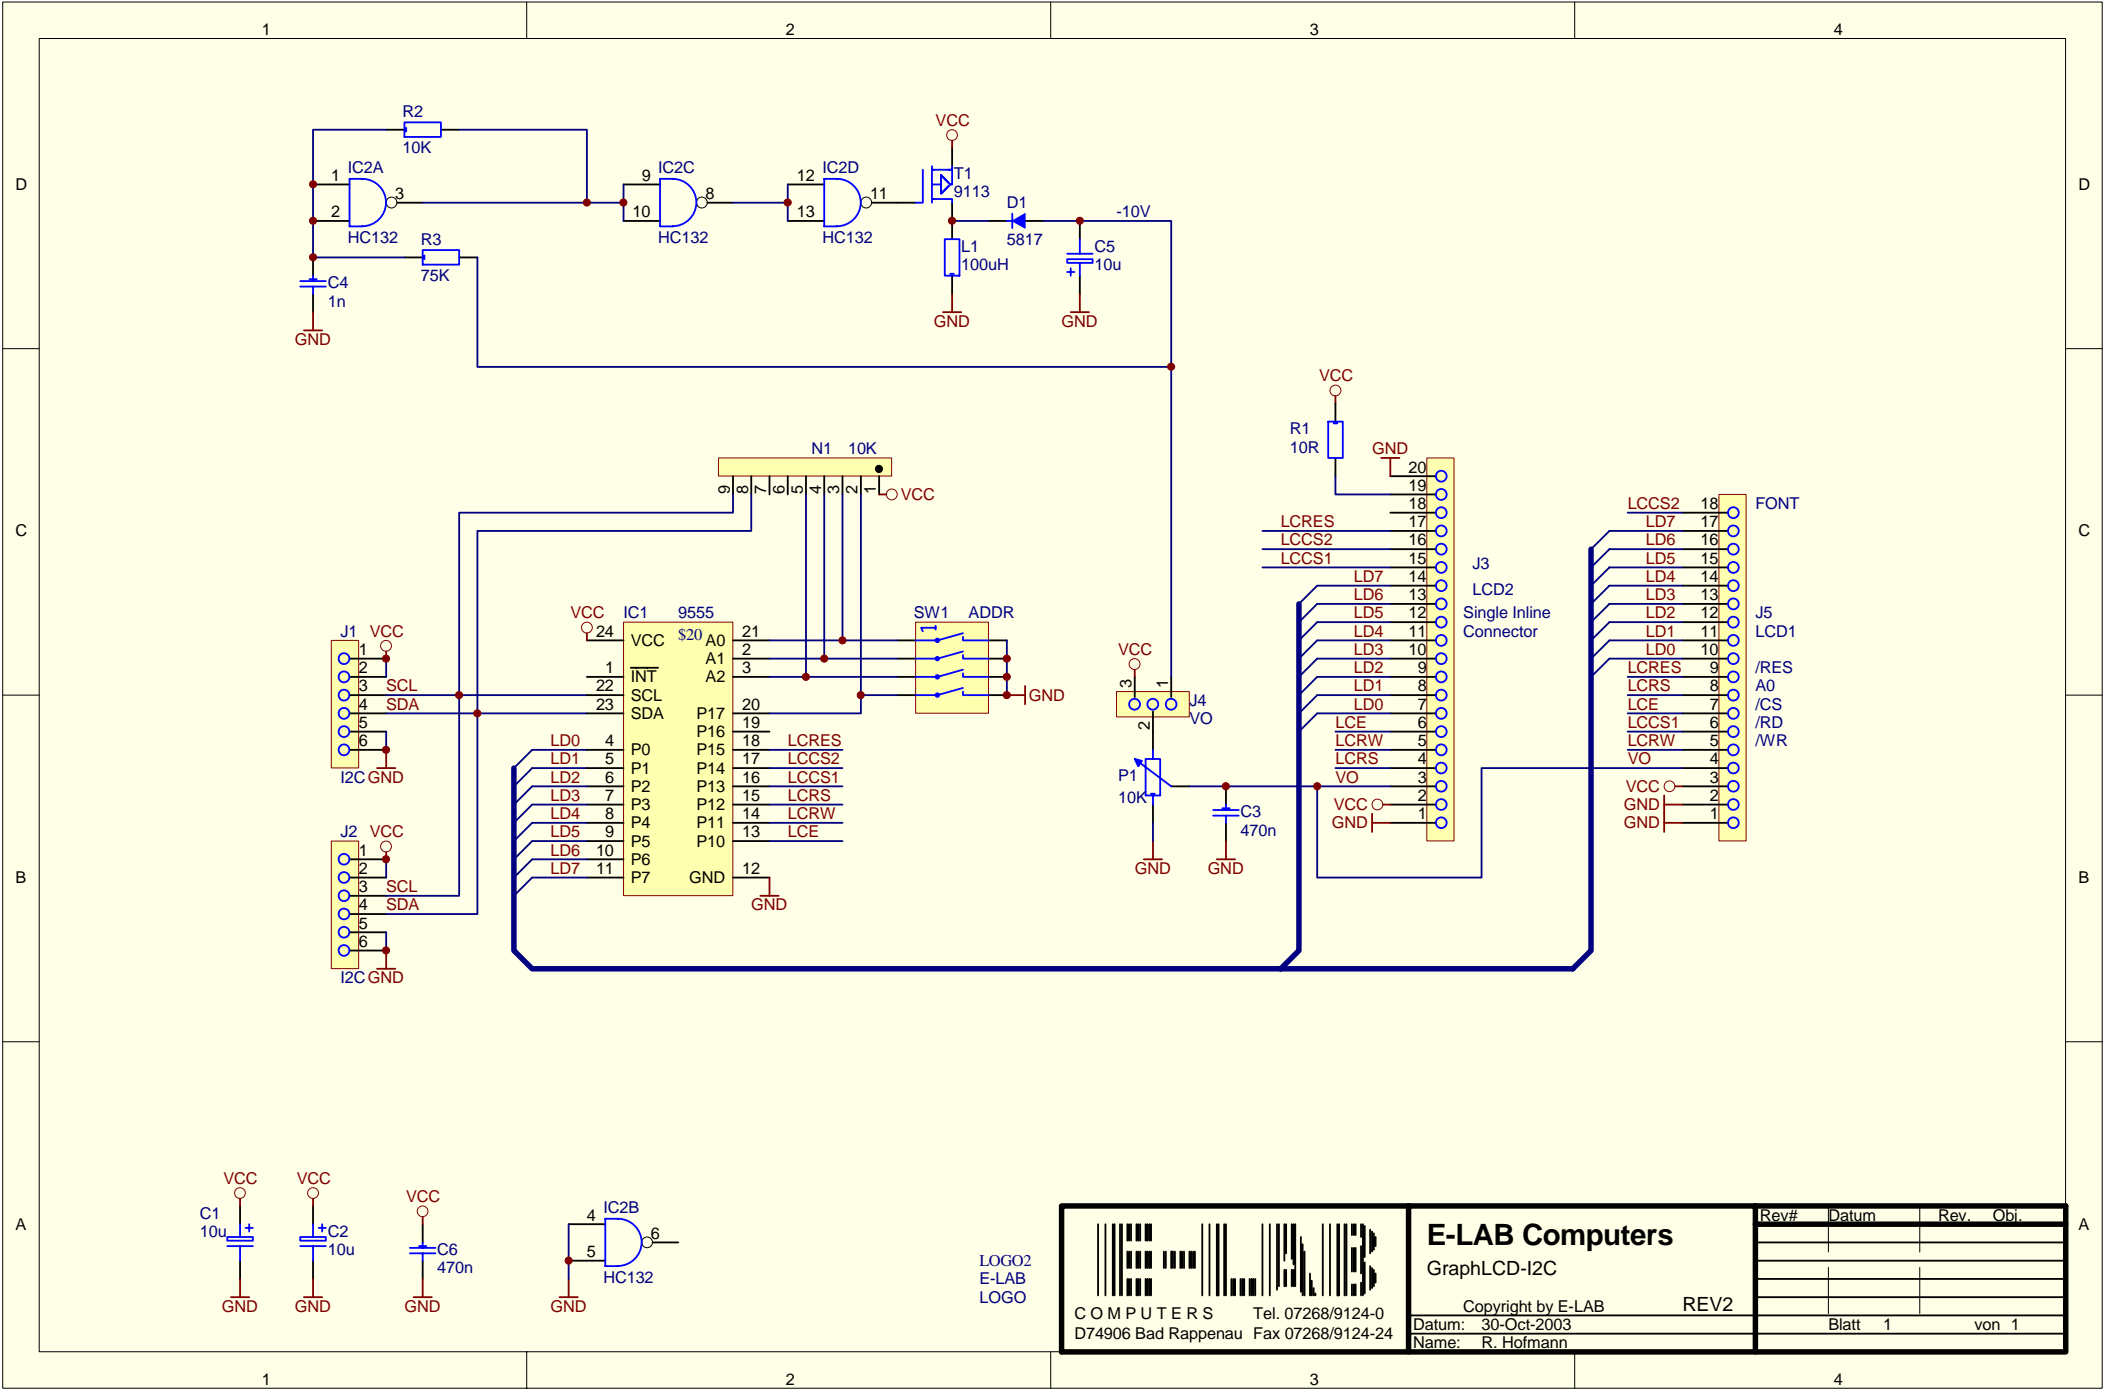 1 2 3 4
D D
C C
B B
A A
R2
10K
IC2A
1
2
3
HC132
R3
75K
C4
1n
GND
IC2C
9
10
8
HC132
IC2D
12
13
11
HC132
VCC
T1
9113
D1
5817
-10V
L1
100uH
GND
C5
10u
+
GND
N1 10K
9 8 7 6 5 4 3 2 1
VCC
J1
VCC
1
2
3 SCL
4 SDA
5
6
I2C GND
J2
VCC
1
2
3 SCL
4 SDA
5
6
I2C GND
VCC
IC1 9555
$20
24 VCC
1 INT
22 SCL
23 SDA
LD0 4 P0
LD1 5 P1
LD2 6 P2
LD3 7 P3
LD4 8 P4
LD5 9 P5
LD6 10 P6
LD7 11 P7
A0 21
A1 2
A2 3
P17 20
P16 19
P15 18 LCRES
P14 17 LCCS2
P13 16 LCCS1
P12 15 LCRS
P11 14 LCRW
P10 13 LCE
GND 12
GND
SW1 ADDR
1
GND
VCC
3 1
J4
VO
2
P1
10K
GND
C3
470n
GND
VCC
R1
10R
GND
20
19
18
LCRES 17
LCCS2 16
LCCS1 15
LD7 14
LD6 13
LD5 12
LD4 11
LD3 10
LD2 9
LD1 8
LD0 7
LCE 6
LCRW 5
LCRS 4
VO 3
VCC 2
GND 1
J3
LCD2
Single Inline
Connector
LCCS2 18 FONT
LD7 17
LD6 16
LD5 15
LD4 14
LD3 13
LD2 12 J5
LD1 11 LCD1
LD0 10
LCRES 9 /RES
LCRS 8 A0
LCE 7 /CS
LCCS1 6 /RD
LCRW 5 /WR
VO 4
VCC 3
GND 2
GND 1
VCC
C1
10u
+
GND
VCC
+
C2
10u
GND
VCC
C6
470n
GND
IC2B
4
5
6
HC132
GND
LOGO2
E-LAB
LOGO
E-LAB
COMPUTERS Tel. 07268/9124-0
D74906 Bad Rappenau Fax 07268/9124-24
E-LAB Computers
GraphLCD-I2C
Copyright by E-LAB REV2
Datum: 30-Oct-2003
Name: R. Hofmann
Rev# Datum Rev. Obj.
Blatt 1 von 1
1 2 3 4